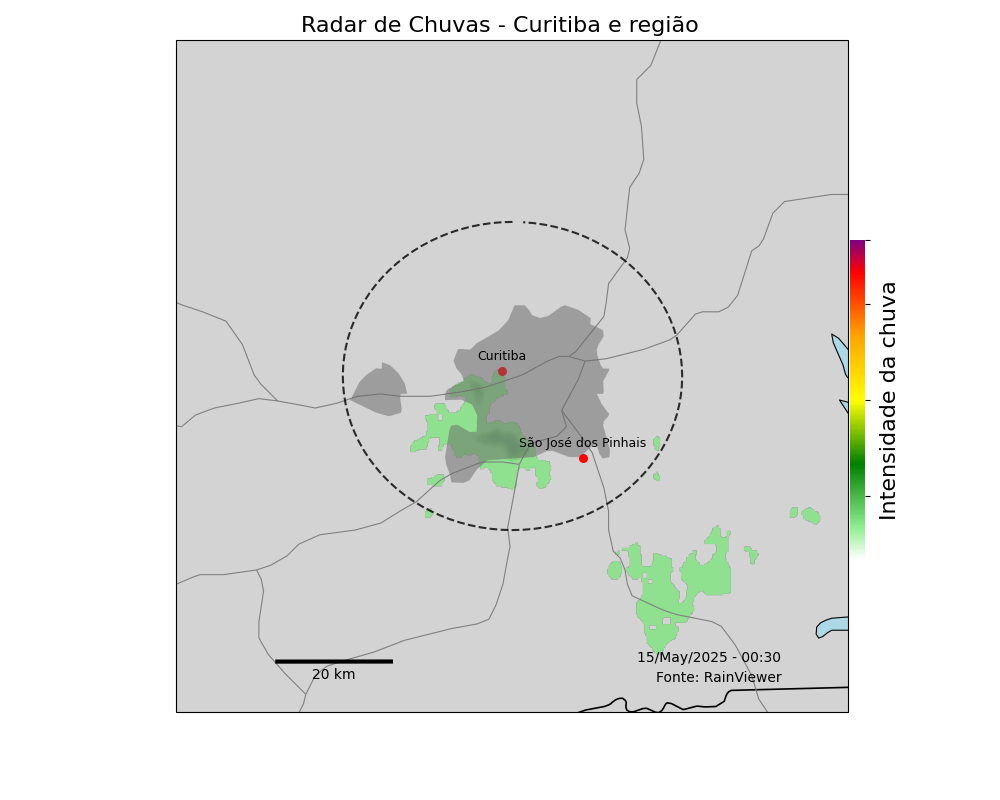 Radar de Chuvas - Curitiba e região
Curitiba
São José dos Pinhais
Intensidade da chuva
15/May/2025 - 00:30
20 km
Fonte: RainViewer